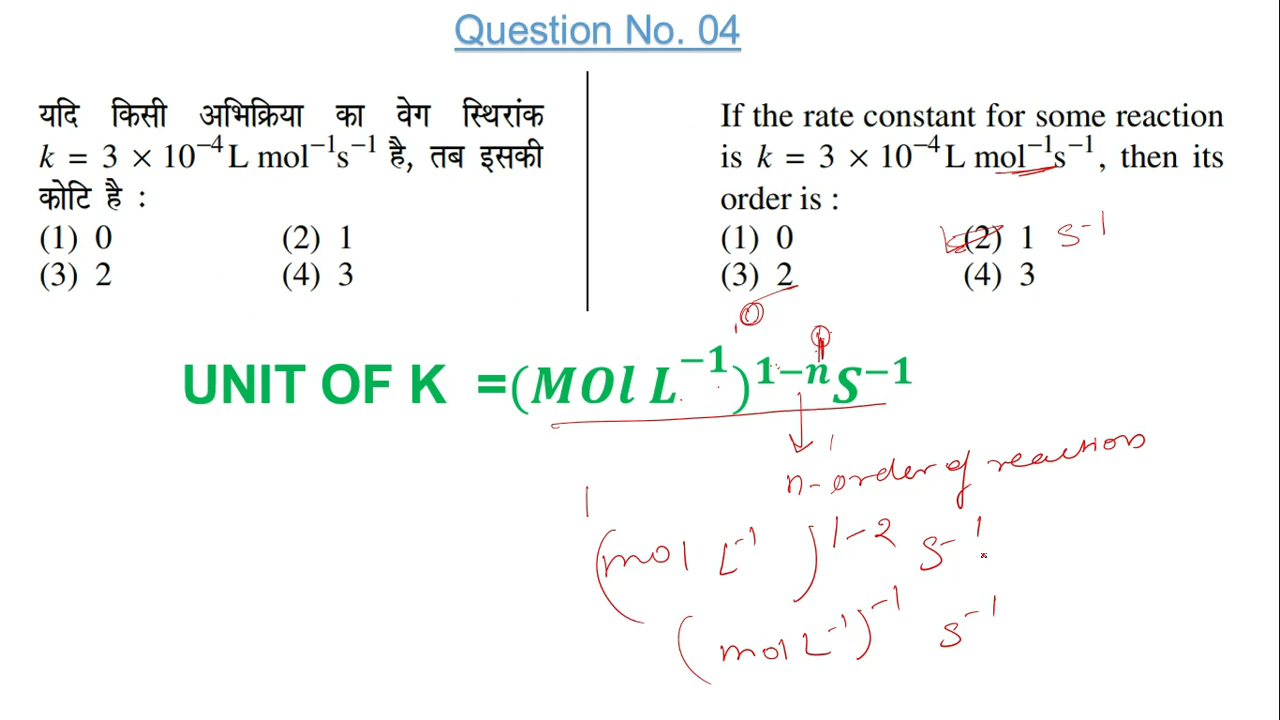 Question No. 04
यदि किसी अभिक्रिया का वेग स्थिरांक
k = 3 × 10⁻⁴ L mol⁻¹s⁻¹ है, तब इसकी
कोटि है :
(1) 0 (2) 1
(3) 2 (4) 3
If the rate constant for some reaction
is k = 3 × 10⁻⁴ L mol⁻¹s⁻¹, then its
order is :
(1) 0 (2) 1 S⁻¹
(3) 2 (4) 3
UNIT OF K =(MOl L⁻¹)¹⁻ⁿS⁻¹
n- order of reaction
(mol L⁻¹)¹⁻² S⁻¹
(mol L⁻¹)⁻¹ S⁻¹